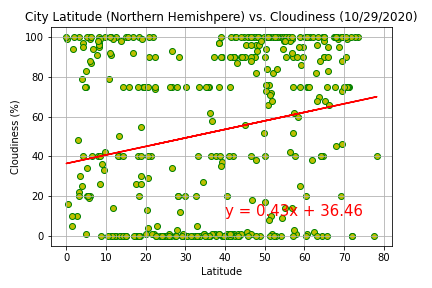 City Latitude (Northern Hemishpere) vs. Cloudiness (10/29/2020)
100
80
60
40
20
0
Cloudiness (%)
y = 0.43x + 36.46
0 10 20 30 40 50 60 70 80
Latitude